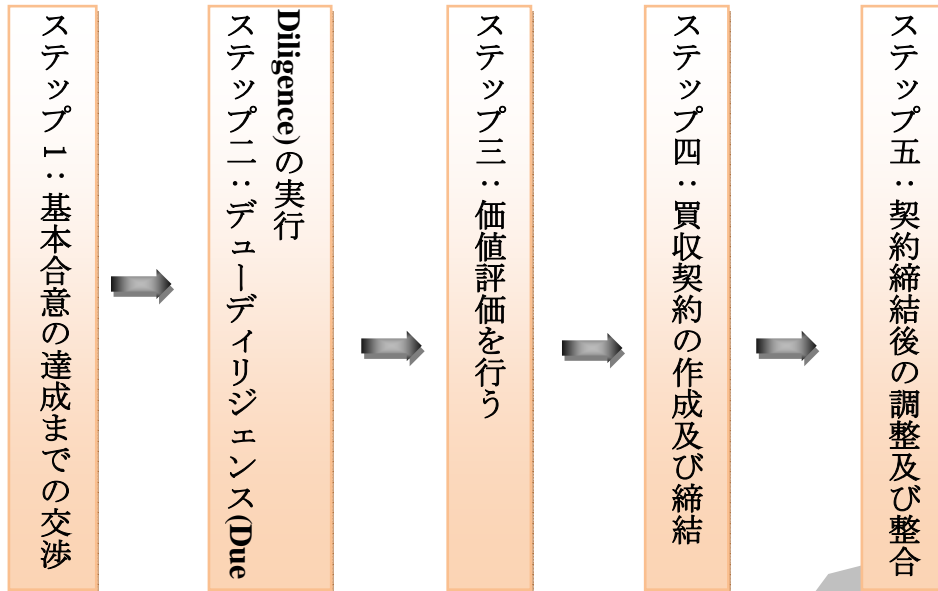 ステップ1：基本合意の達成までの交渉
ステップ二：デューディリジェンス(Due
Diligence)の実行
ステップ三：価値評価を行う
ステップ四：買収契約の作成及び締結
ステップ五：契約締結後の調整及び整合